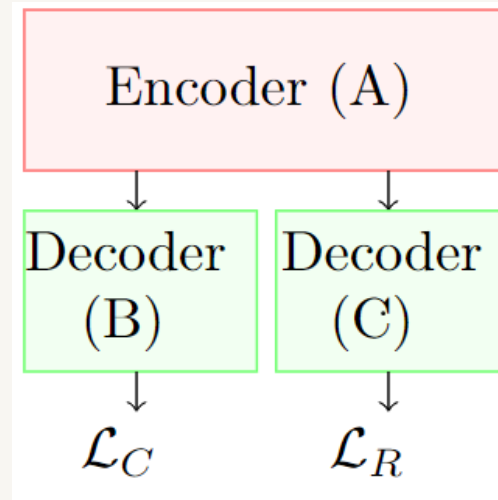 Encoder (A)
Decoder
(B)
Decoder
(C)
ℒ_C
ℒ_R